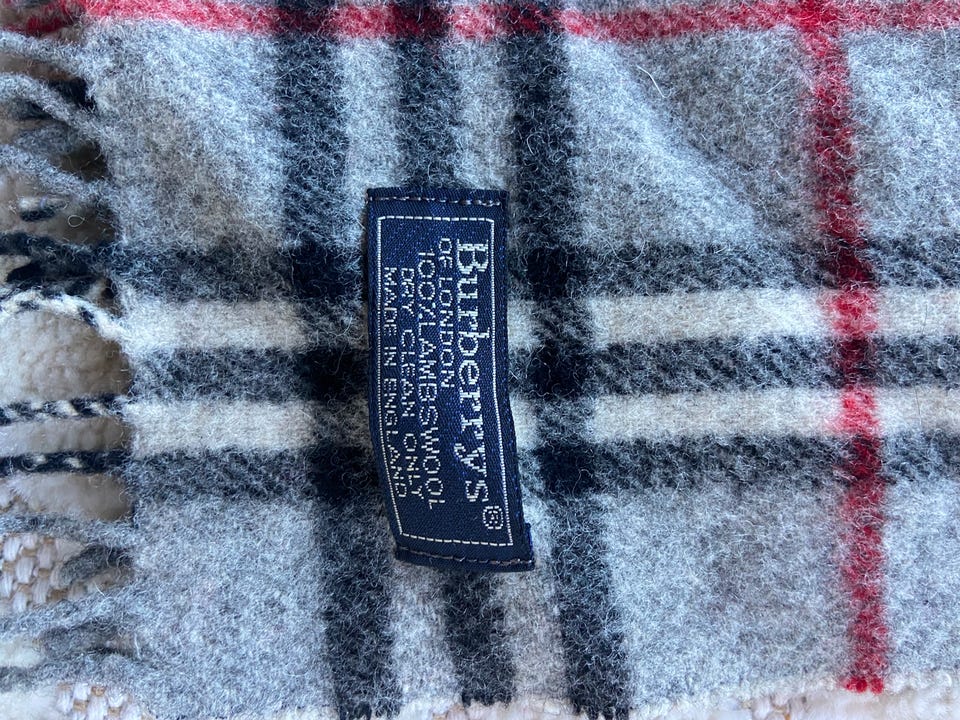 Burberrys®
OF LONDON
100% LAMBSWOOL
DRY CLEAN ONLY
MADE IN ENGLAND